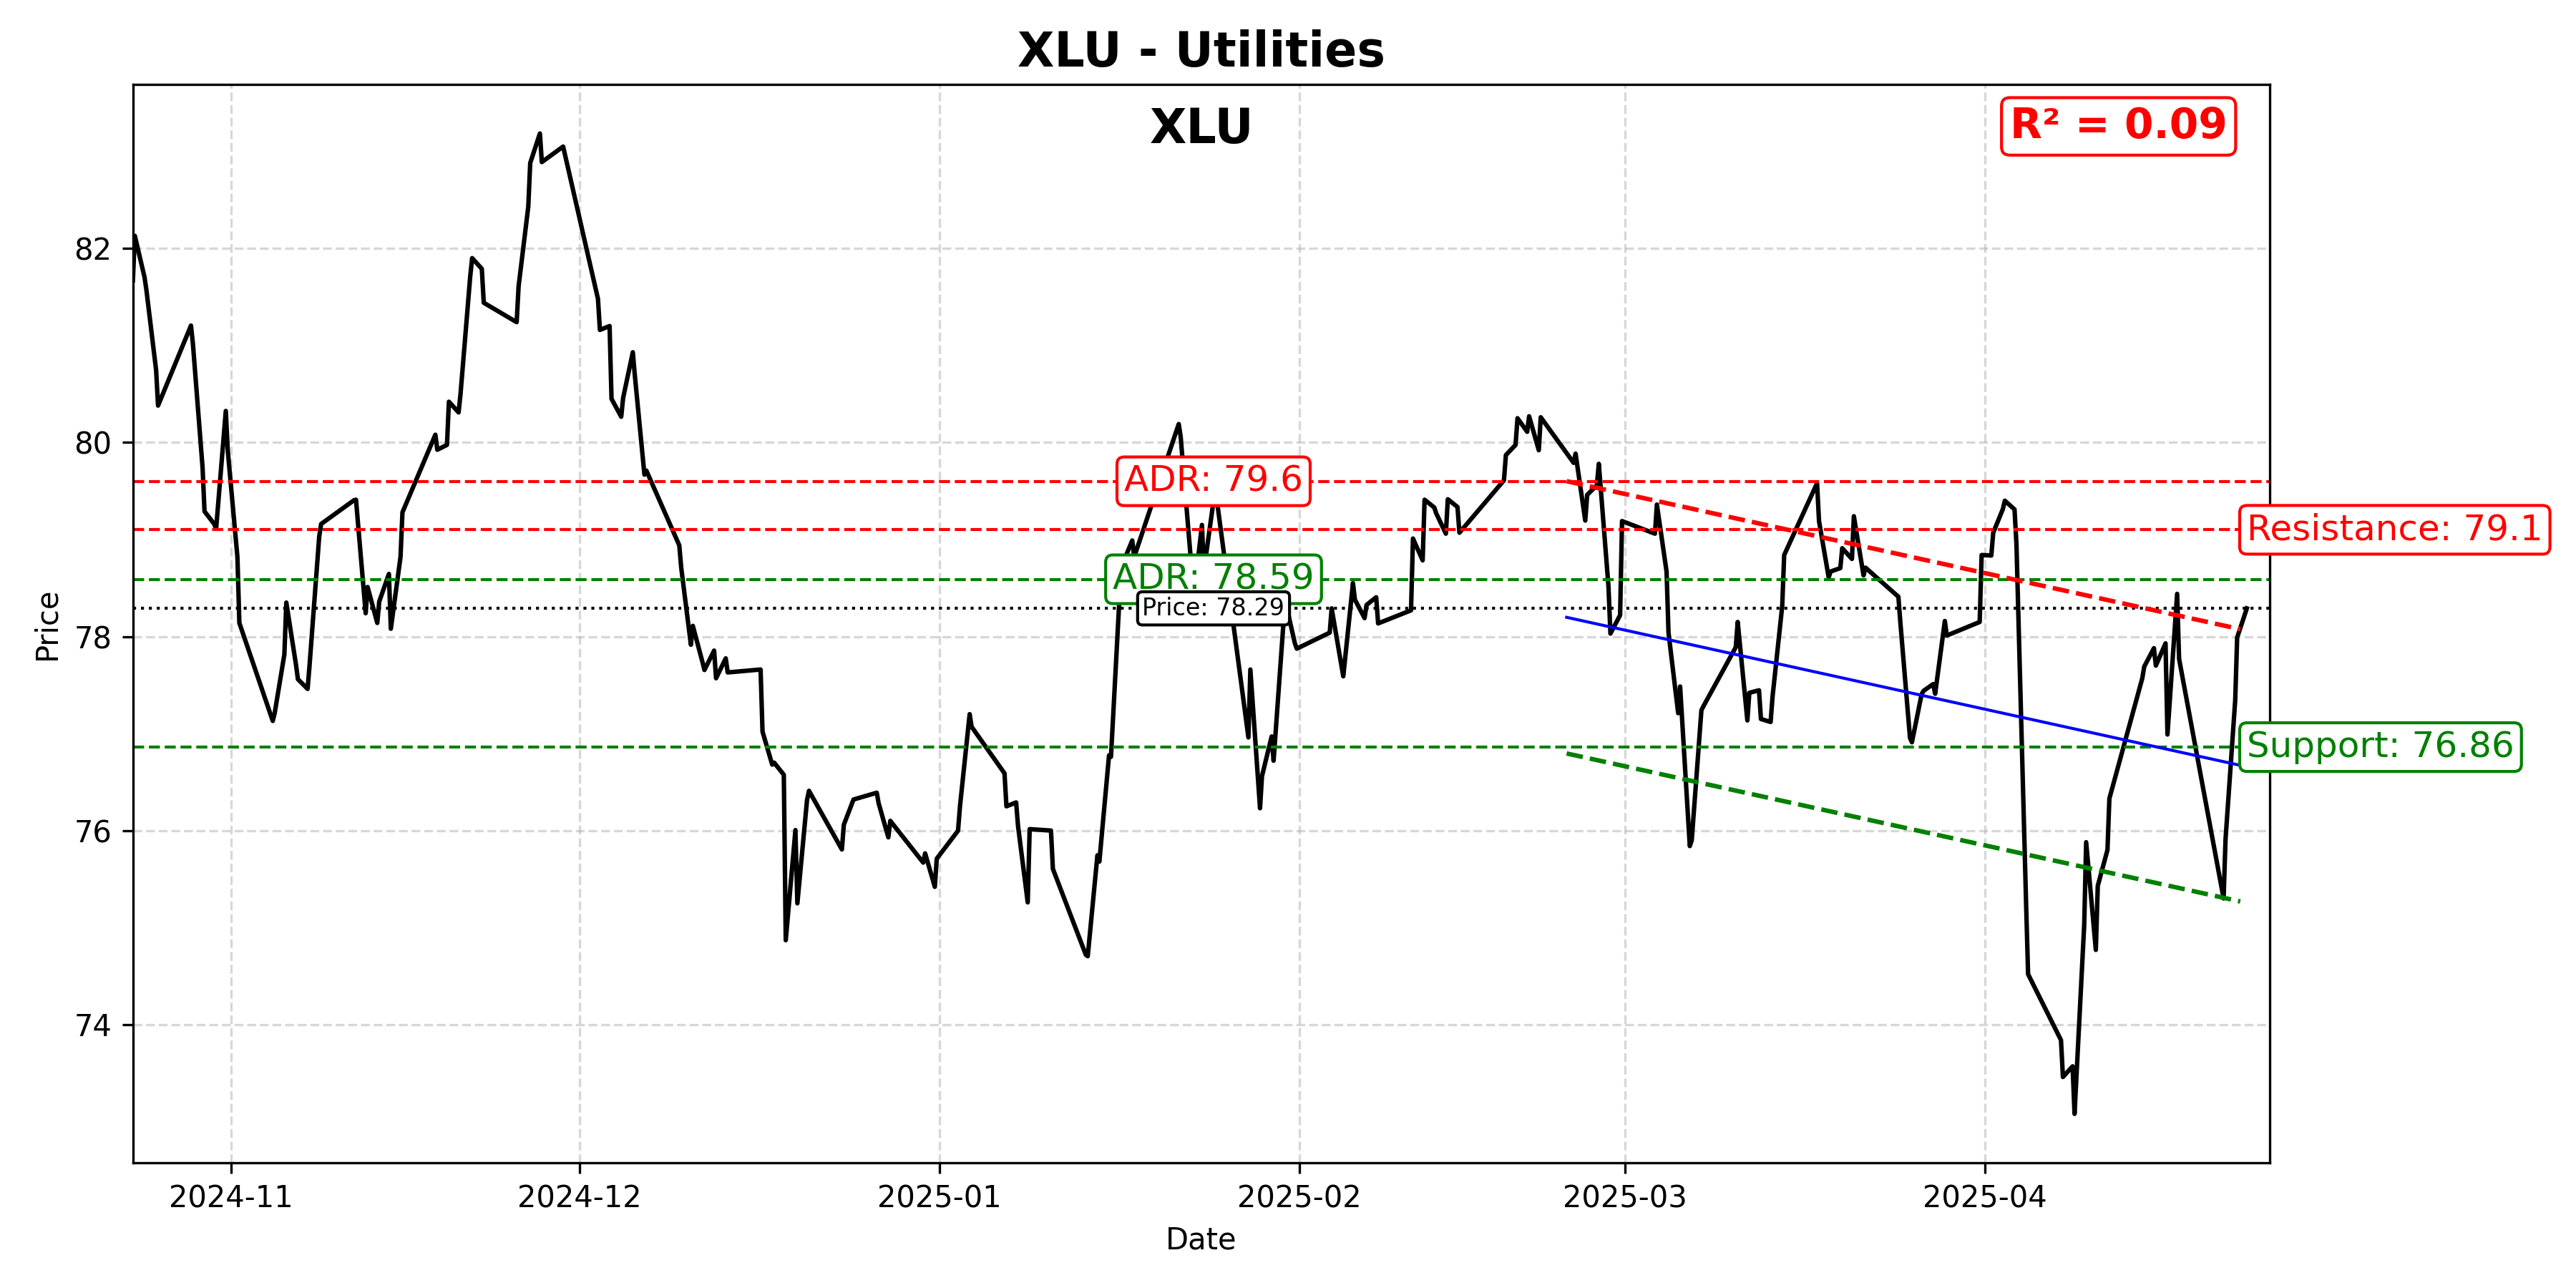 XLU - Utilities
XLU
R² = 0.09
82
80
78
76
74
Price
ADR: 79.6
Resistance: 79.1
ADR: 78.59
Price: 78.29
Support: 76.86
2024-11
2024-12
2025-01
2025-02
2025-03
2025-04
Date